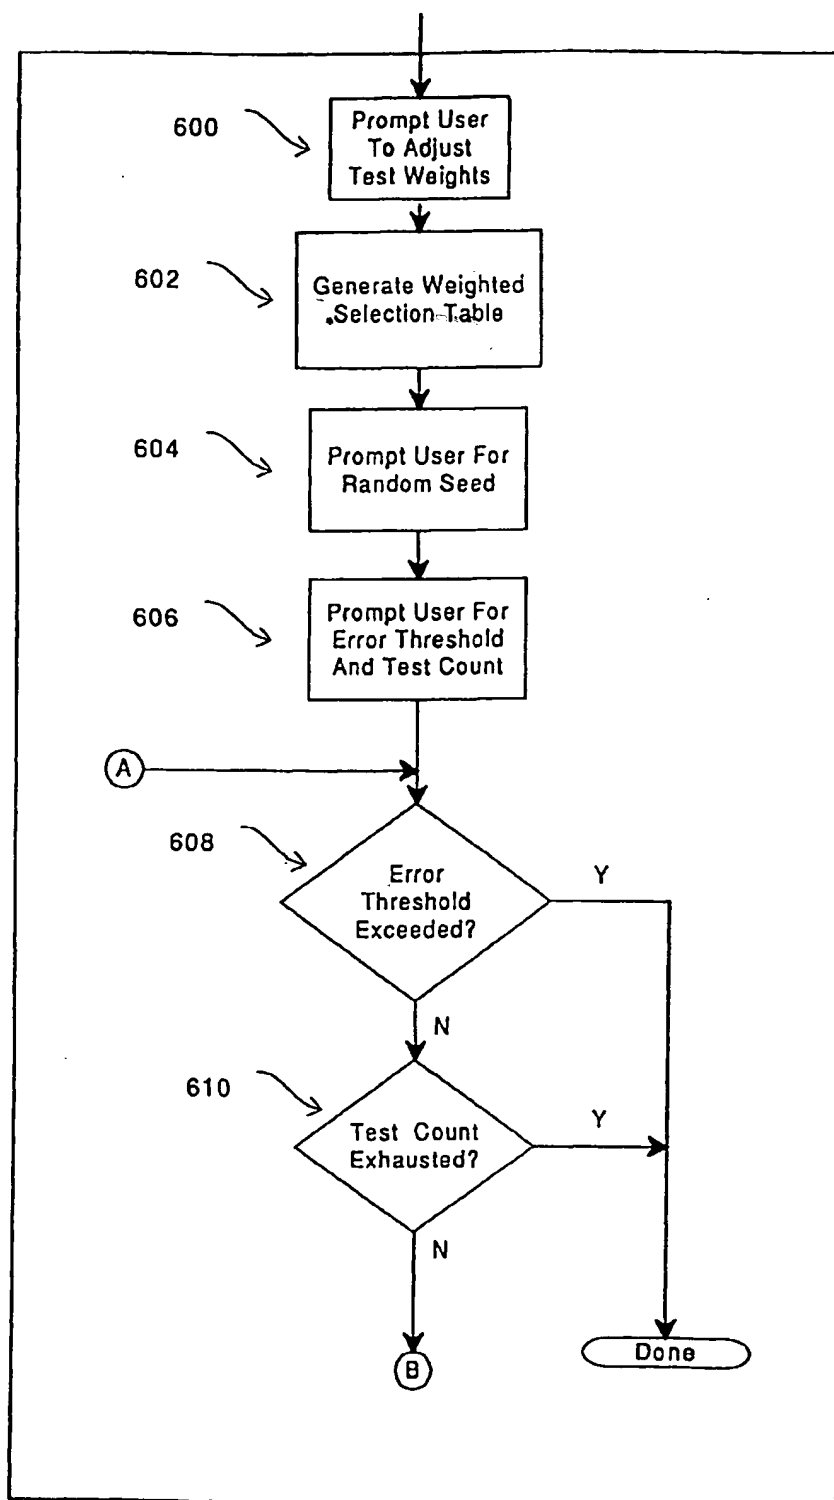 600
Prompt User
To Adjust
Test Weights
602
Generate Weighted
Selection Table
604
Prompt User For
Random Seed
606
Prompt User For
Error Threshold
And Test Count
A
608
Error
Threshold
Exceeded?
Y
N
610
Test Count
Exhausted?
Y
N
B
Done